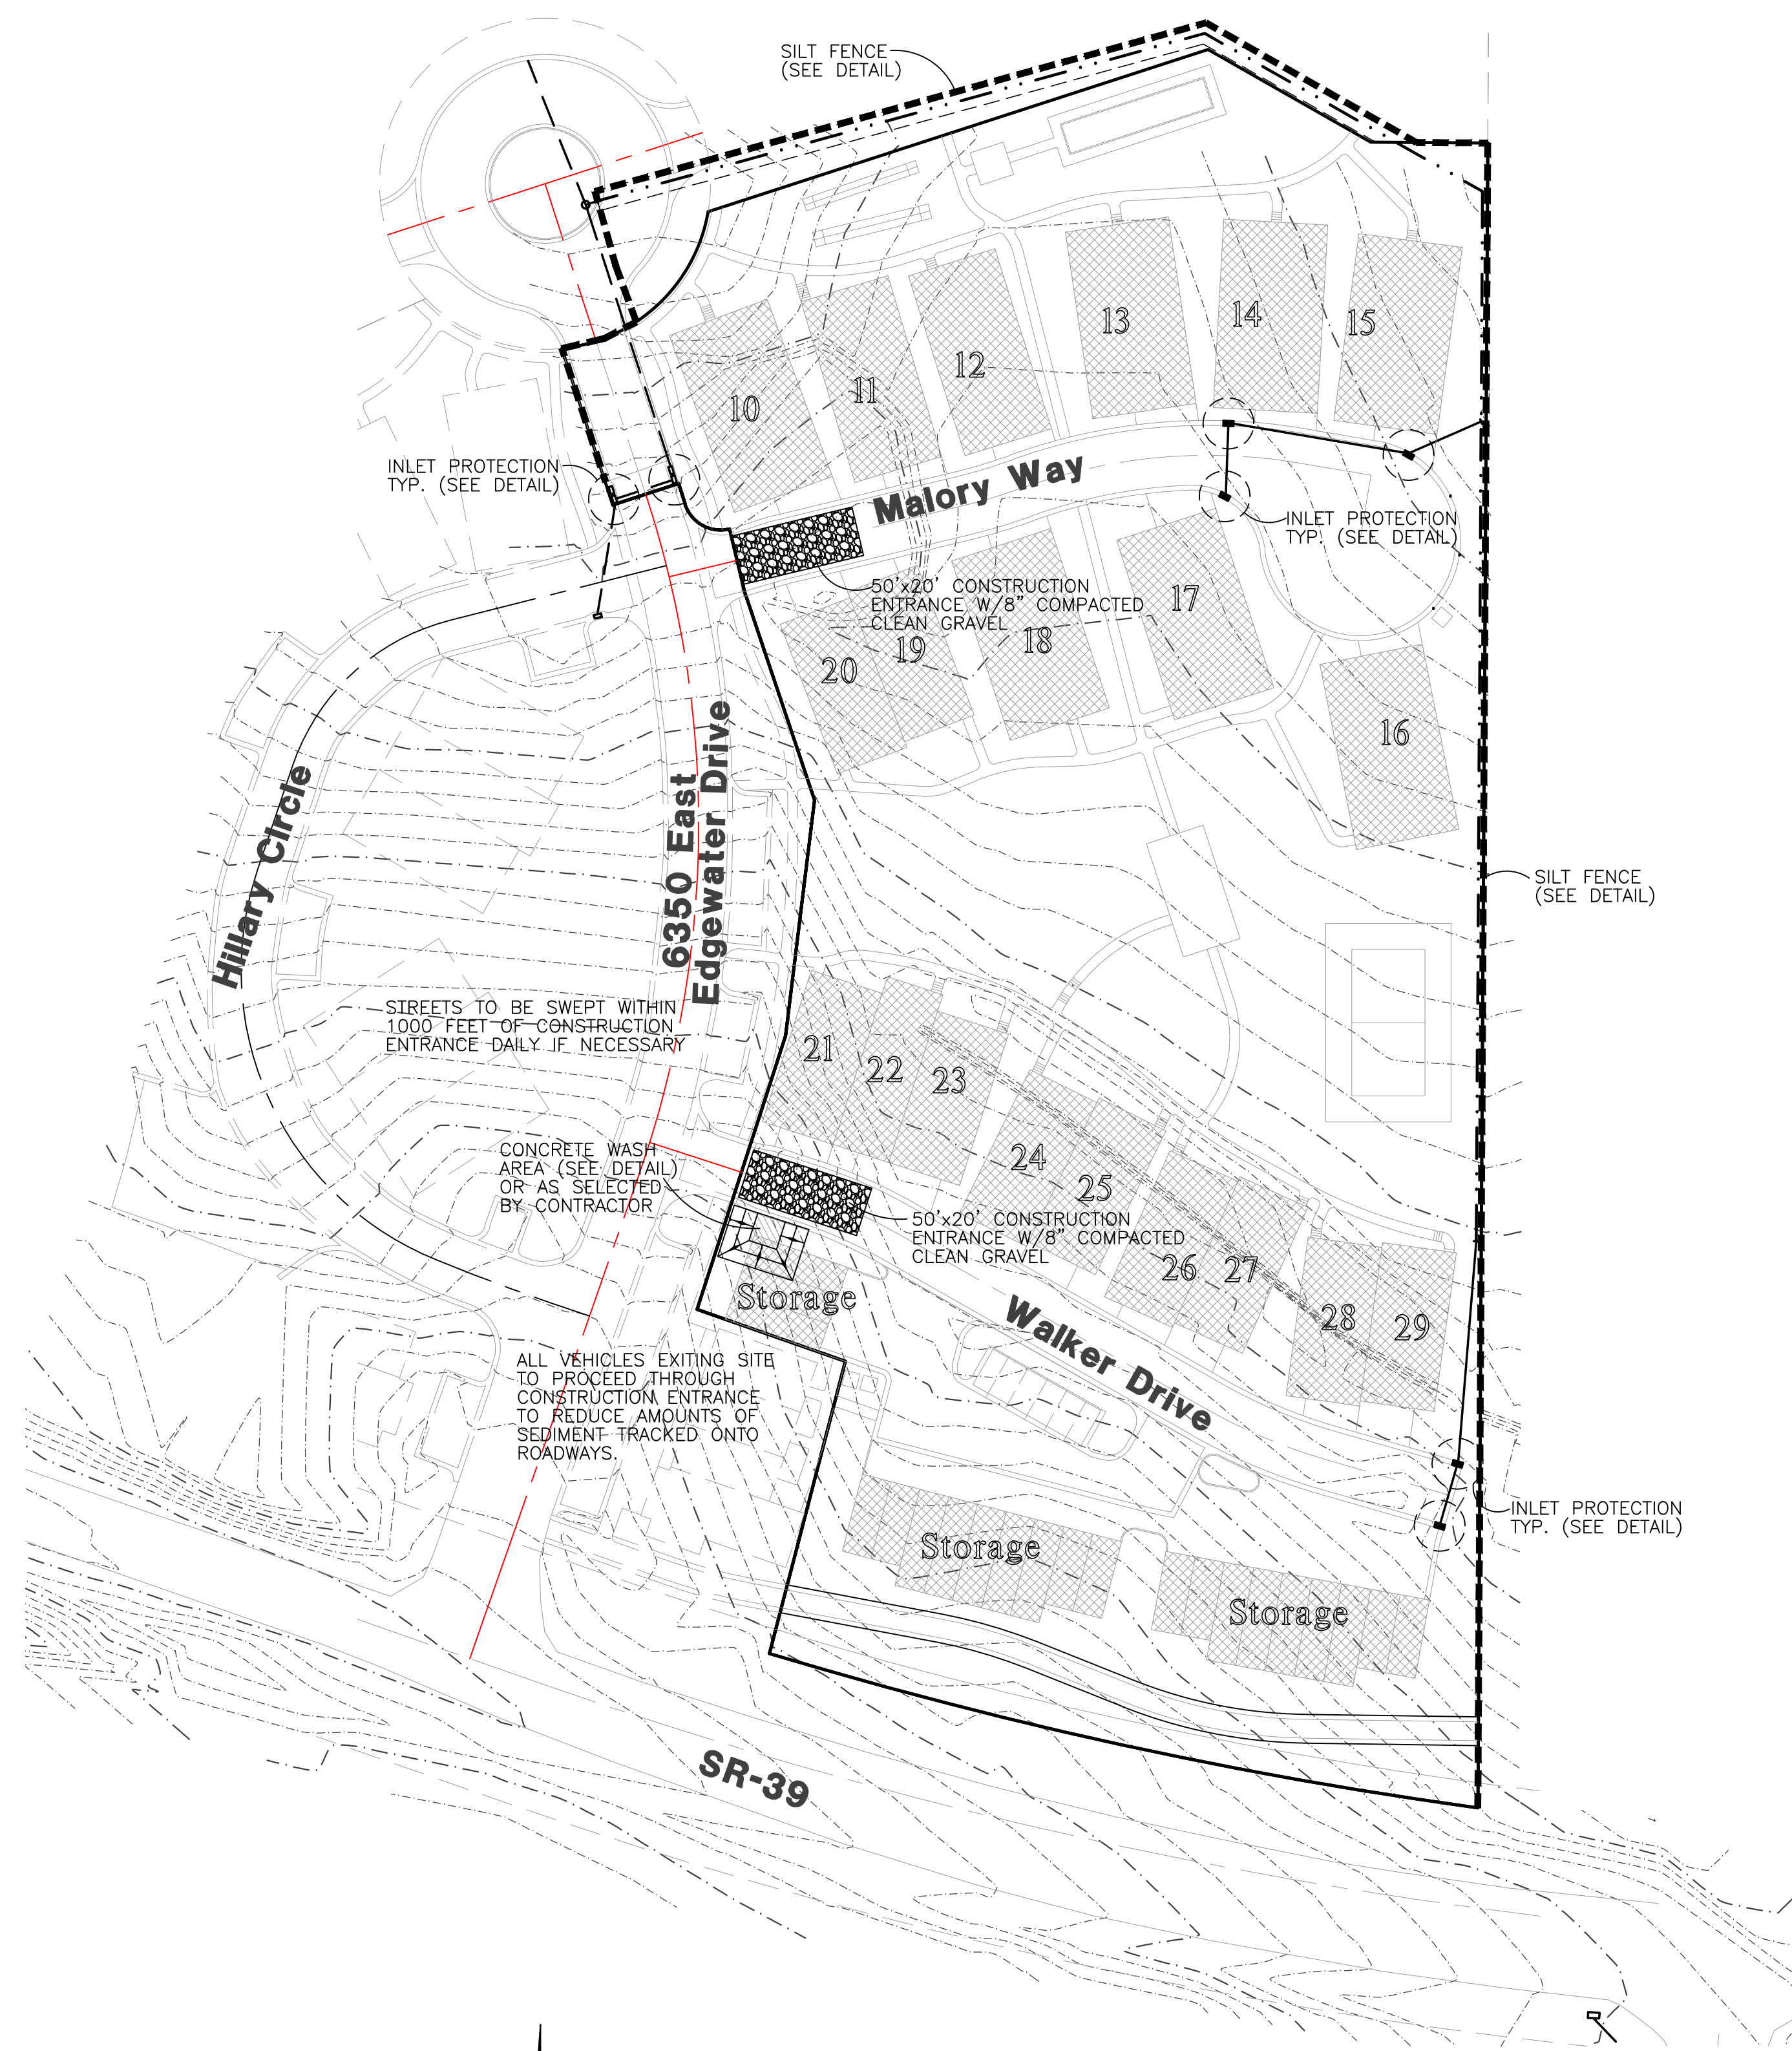 SILT FENCE
(SEE DETAIL)
13
14
15
12
11
10
INLET PROTECTION
TYP. (SEE DETAIL)
Malory Way
INLET PROTECTION
TYP. (SEE DETAIL)
50'x20' CONSTRUCTION
ENTRANCE W/8" COMPACTED
CLEAN GRAVEL
17
18
19
20
16
Hillary Circle
6350 East
Edgewater Drive
SILT FENCE
(SEE DETAIL)
STREETS TO BE SWEPT WITHIN
1000 FEET OF CONSTRUCTION
ENTRANCE DAILY IF NECESSARY
21
22
23
24
25
26
27
28
29
CONCRETE WASH
AREA (SEE DETAIL)
OR AS SELECTED
BY CONTRACTOR
50'x20' CONSTRUCTION
ENTRANCE W/8" COMPACTED
CLEAN GRAVEL
Storage
Walker Drive
ALL VEHICLES EXITING SITE
TO PROCEED THROUGH
CONSTRUCTION ENTRANCE
TO REDUCE AMOUNTS OF
SEDIMENT TRACKED ONTO
ROADWAYS.
INLET PROTECTION
TYP. (SEE DETAIL)
Storage
Storage
SR-39